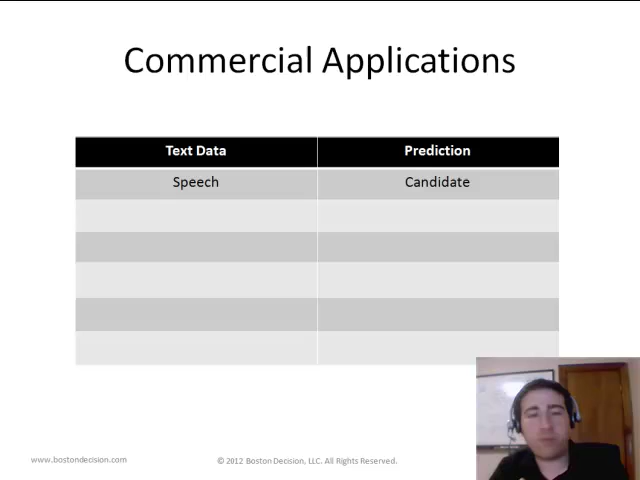 Commercial Applications
Text Data Prediction
Speech Candidate
www.bostondecision.com © 2012 Boston Decision, LLC. All Rights Reserved.